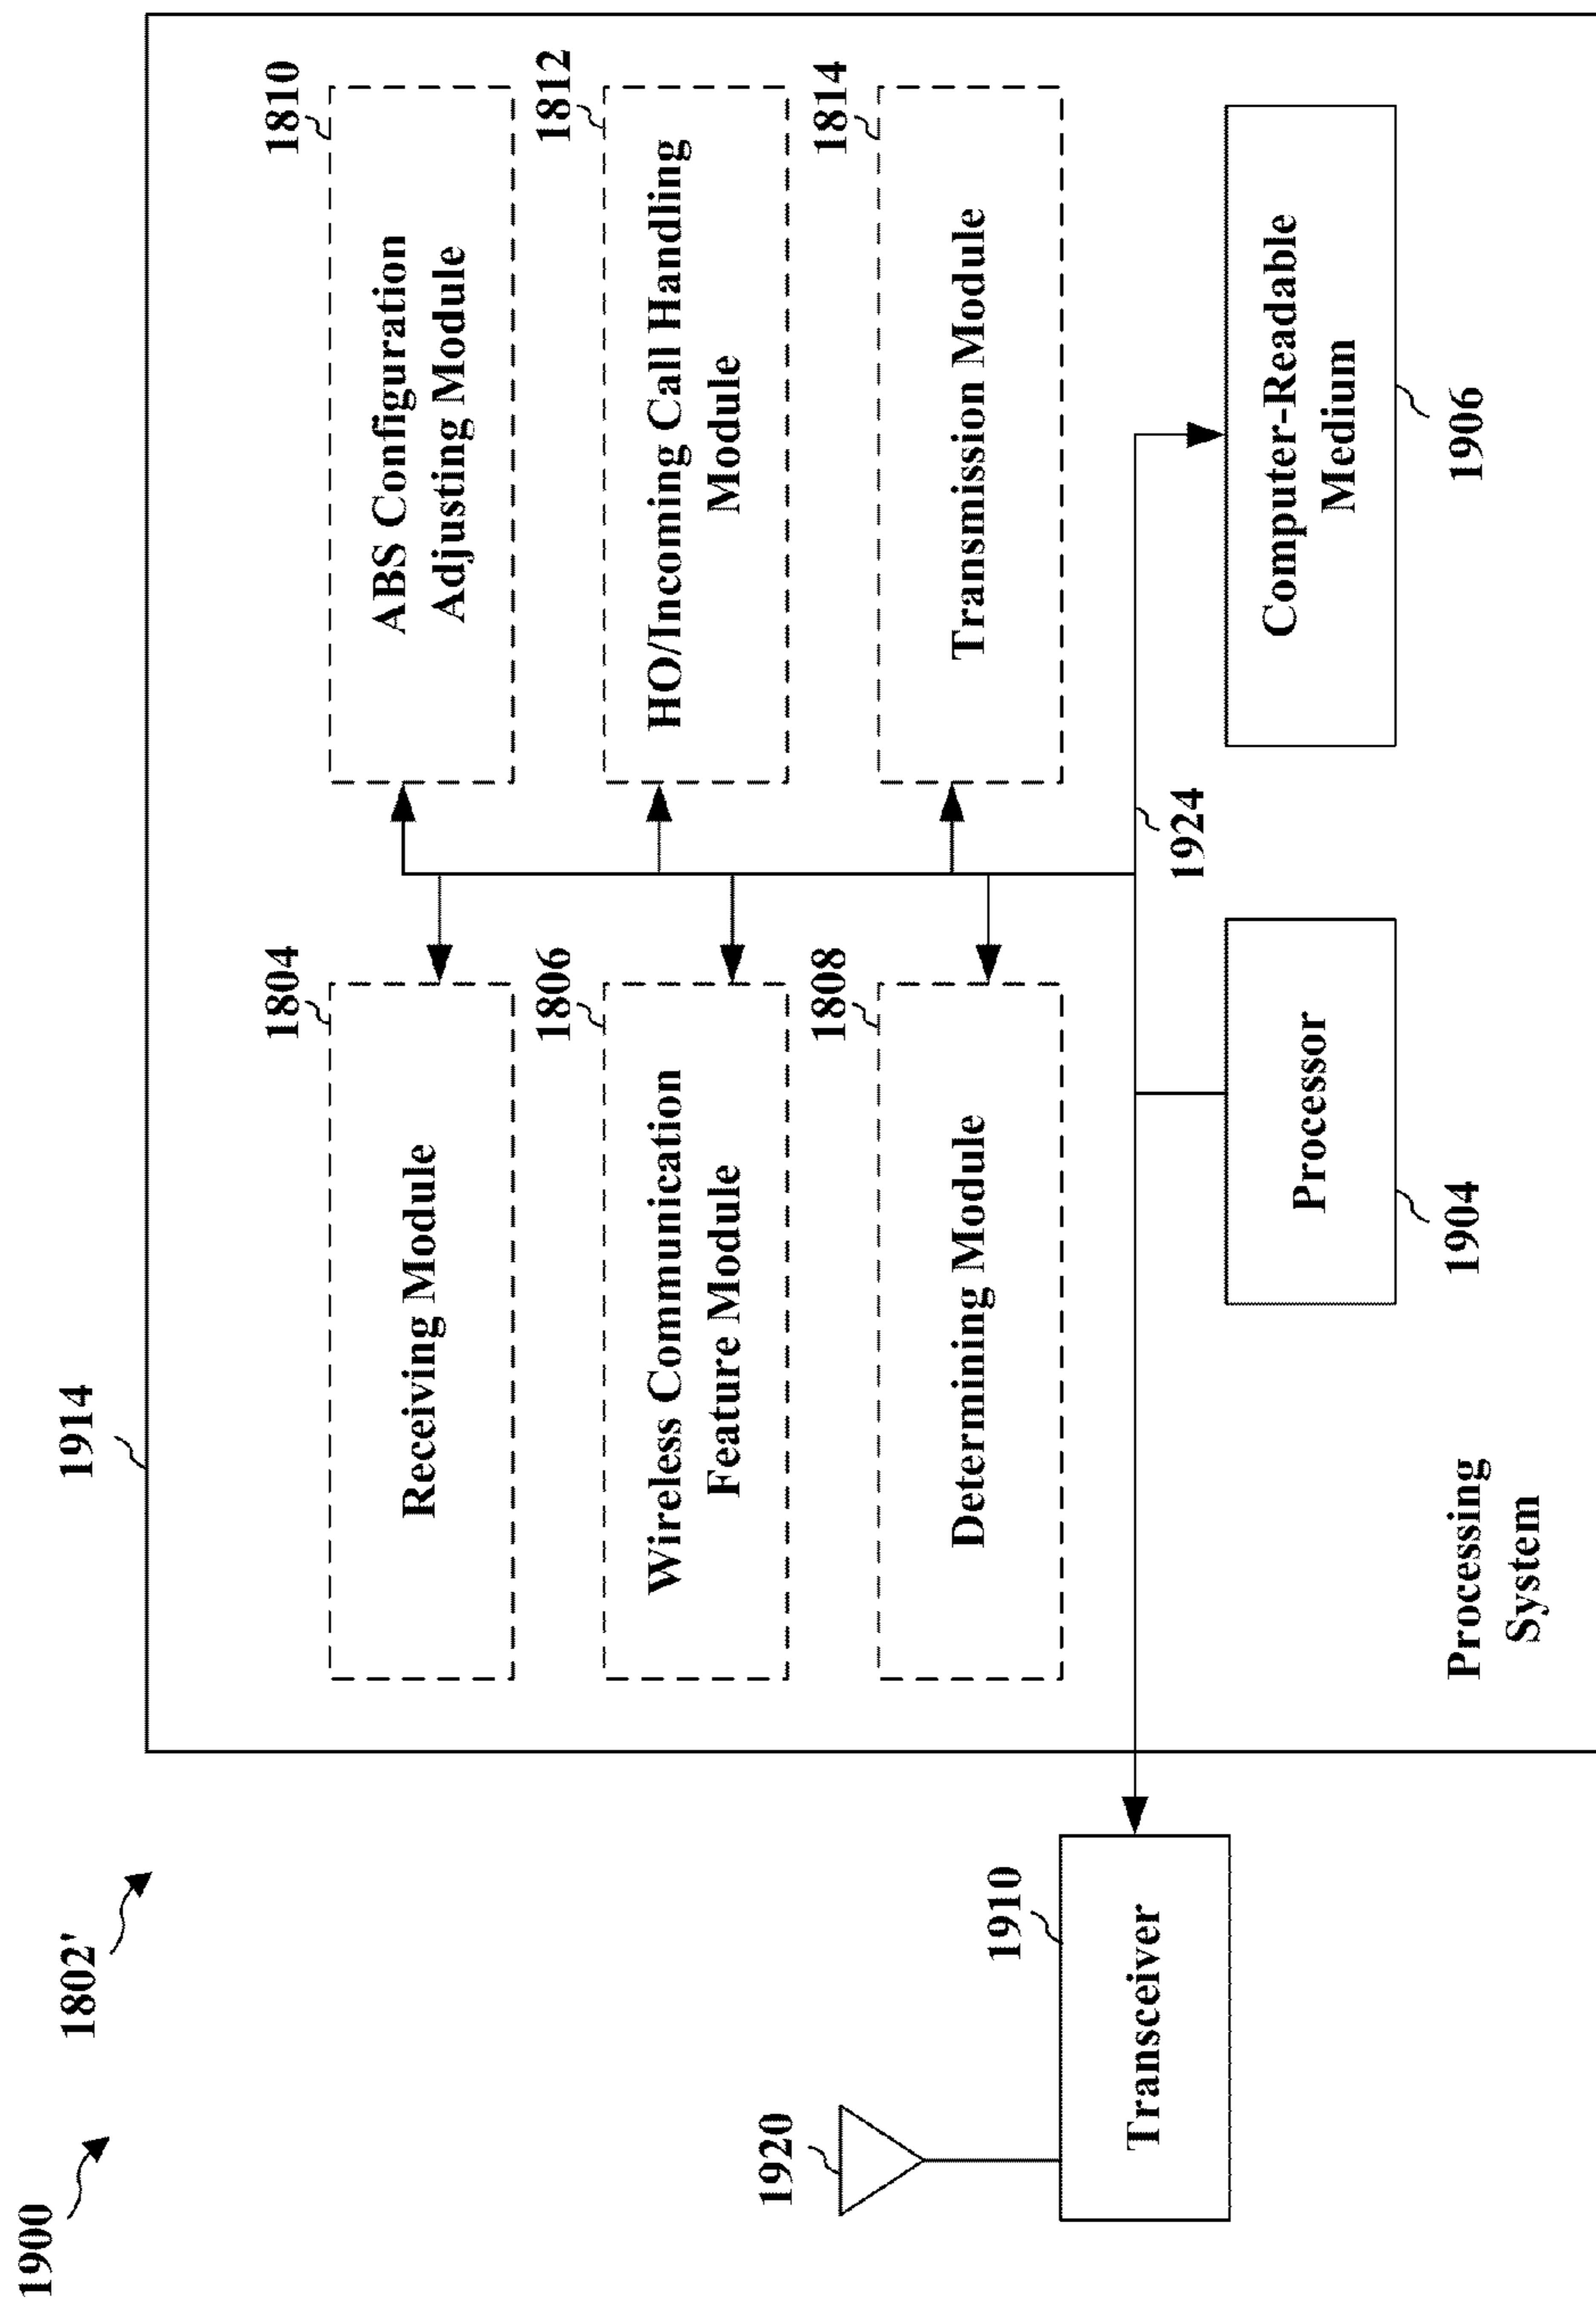 1900
1802'
1914
1804
Receiving Module
1810
ABS Configuration
Adjusting Module
1806
Wireless Communication
Feature Module
1812
HO/Incoming Call Handling
Module
1808
Determining Module
1814
Transmission Module
1920
1910
Transceiver
1924
Processor
1904
Computer-Readable
Medium
1906
Processing
System